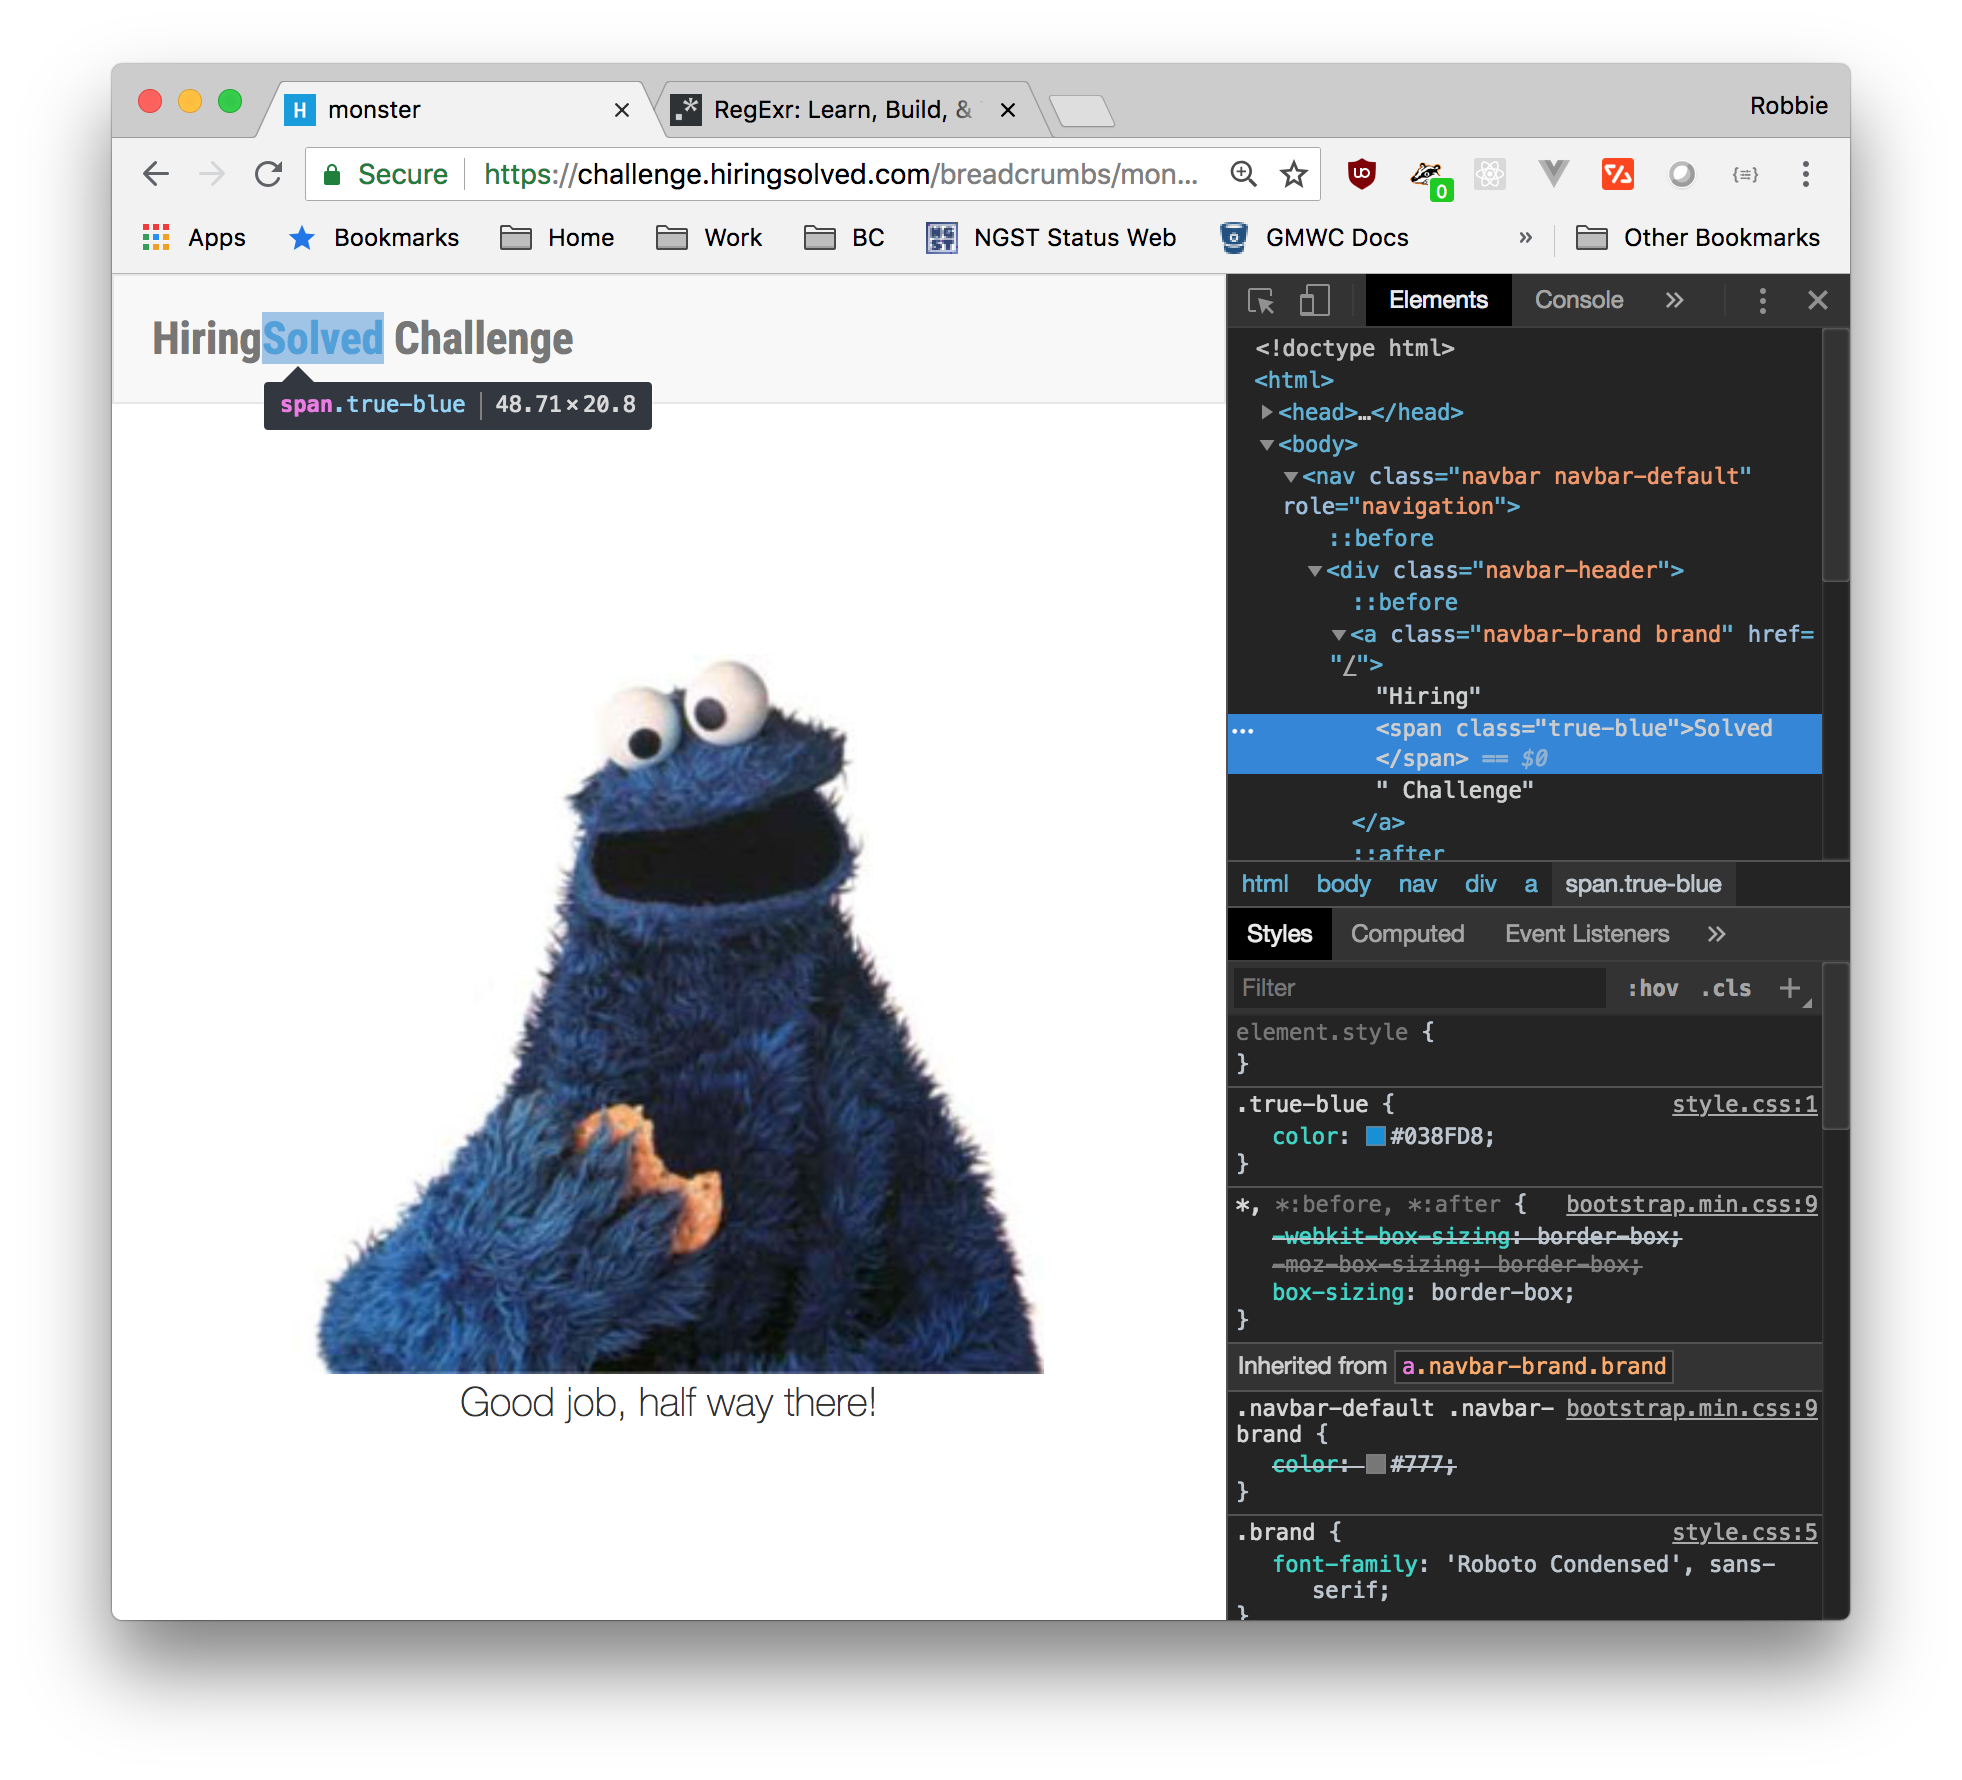 H monster
RegExr: Learn, Build, &
Robbie
Secure https://challenge.hiringsolved.com/breadcrumbs/mon...
0
{=}
Apps Bookmarks Home Work BC NGST Status Web GMWC Docs » Other Bookmarks
HiringSolved Challenge
span.true-blue 48.71×20.8
Good job, half way there!
Elements Console »
<!doctype html>
<html>
<head>…</head>
<body>
<nav class="navbar navbar-default"
role="navigation">
::before
<div class="navbar-header">
::before
<a class="navbar-brand brand" href=
"/">
"Hiring"
... <span class="true-blue">Solved
</span> == $0
" Challenge"
</a>
::after
html body nav div a span.true-blue
Styles Computed Event Listeners »
Filter :hov .cls +
element.style {
}
.true-blue { style.css:1
color: #038FD8;
}
*, *:before, *:after { bootstrap.min.css:9
-webkit-box-sizing: border-box;
-moz-box-sizing: border-box;
box-sizing: border-box;
}
Inherited from a.navbar-brand.brand
.navbar-default .navbar- bootstrap.min.css:9
brand {
color: #777;
}
.brand { style.css:5
font-family: 'Roboto Condensed', sans-
serif;
}